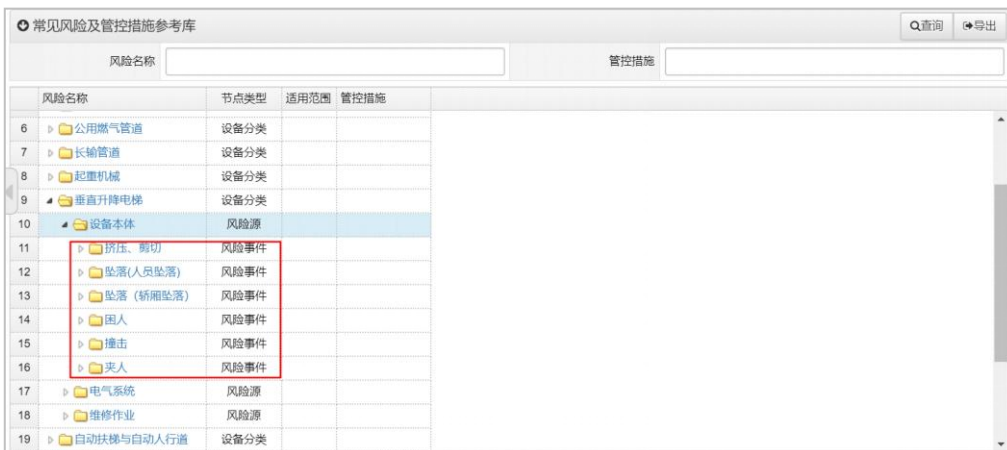 常见风险及管控措施参考库 查询 导出
风险名称 管控措施
风险名称 节点类型 适用范围 管控措施
6 公用燃气管道 设备分类
7 长输管道 设备分类
8 起重机械 设备分类
9 垂直升降电梯 设备分类
10 设备本体 风险源
11 挤压、剪切 风险事件
12 坠落(人员坠落) 风险事件
13 坠落（轿厢坠落） 风险事件
14 困人 风险事件
15 撞击 风险事件
16 夹人 风险事件
17 电气系统 风险源
18 维修作业 风险源
19 自动扶梯与自动人行道 设备分类